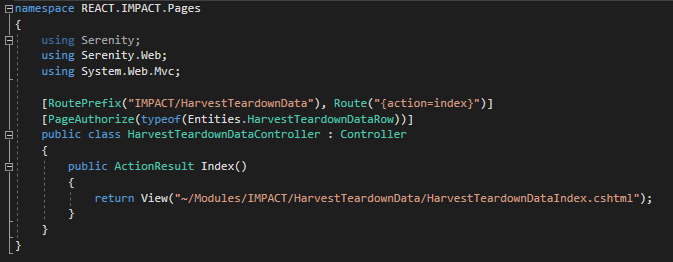 namespace REACT.IMPACT.Pages
{
    using Serenity;
    using Serenity.Web;
    using System.Web.Mvc;

    [RoutePrefix("IMPACT/HarvestTeardownData"), Route("{action=index}")]
    [PageAuthorize(typeof(Entities.HarvestTeardownDataRow))]
    public class HarvestTeardownDataController : Controller
    {
        public ActionResult Index()
        {
            return View("~/Modules/IMPACT/HarvestTeardownData/HarvestTeardownDataIndex.cshtml");
        }
    }
}